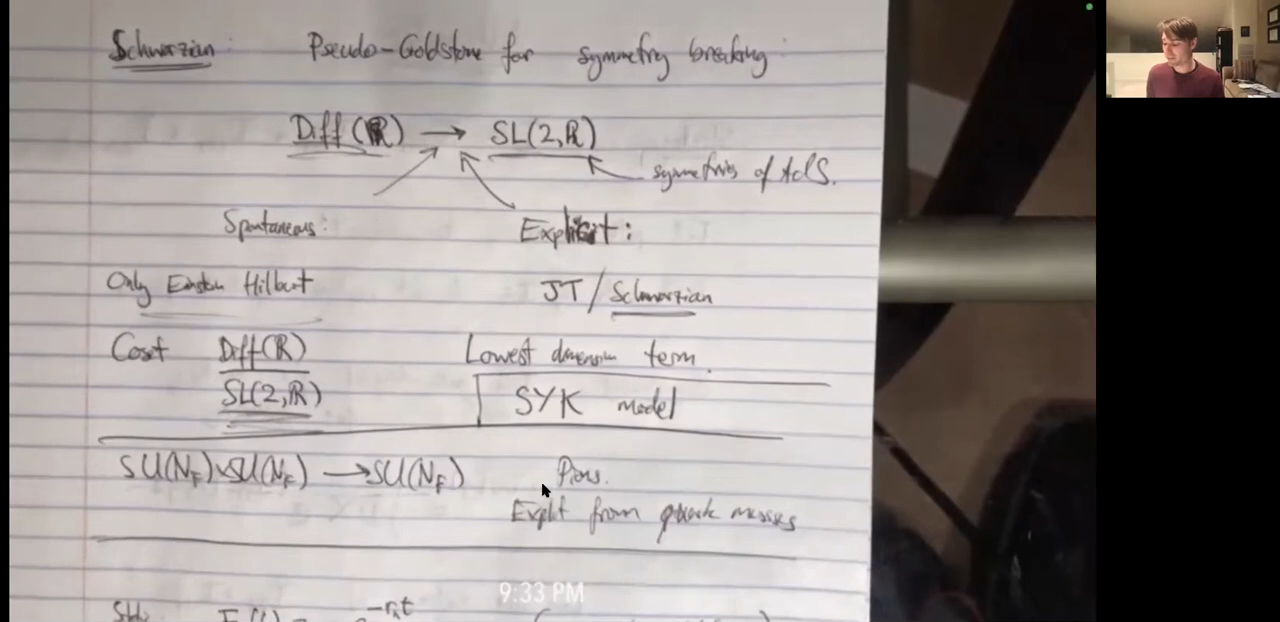 Schwarzian: Pseudo-Goldstone for symmetry breaking:
Diff(R) → SL(2,R)
symmetries of AdS.
Spontaneous: Explicit:
Only Einstein Hilbert JT/Schwarzian
Coset Diff(R) Lowest dimension term.
SL(2,R) SYK model
SU(N_F)×SU(N_F) → SU(N_F) Pions.
Explit from quark masses
9:33 PM